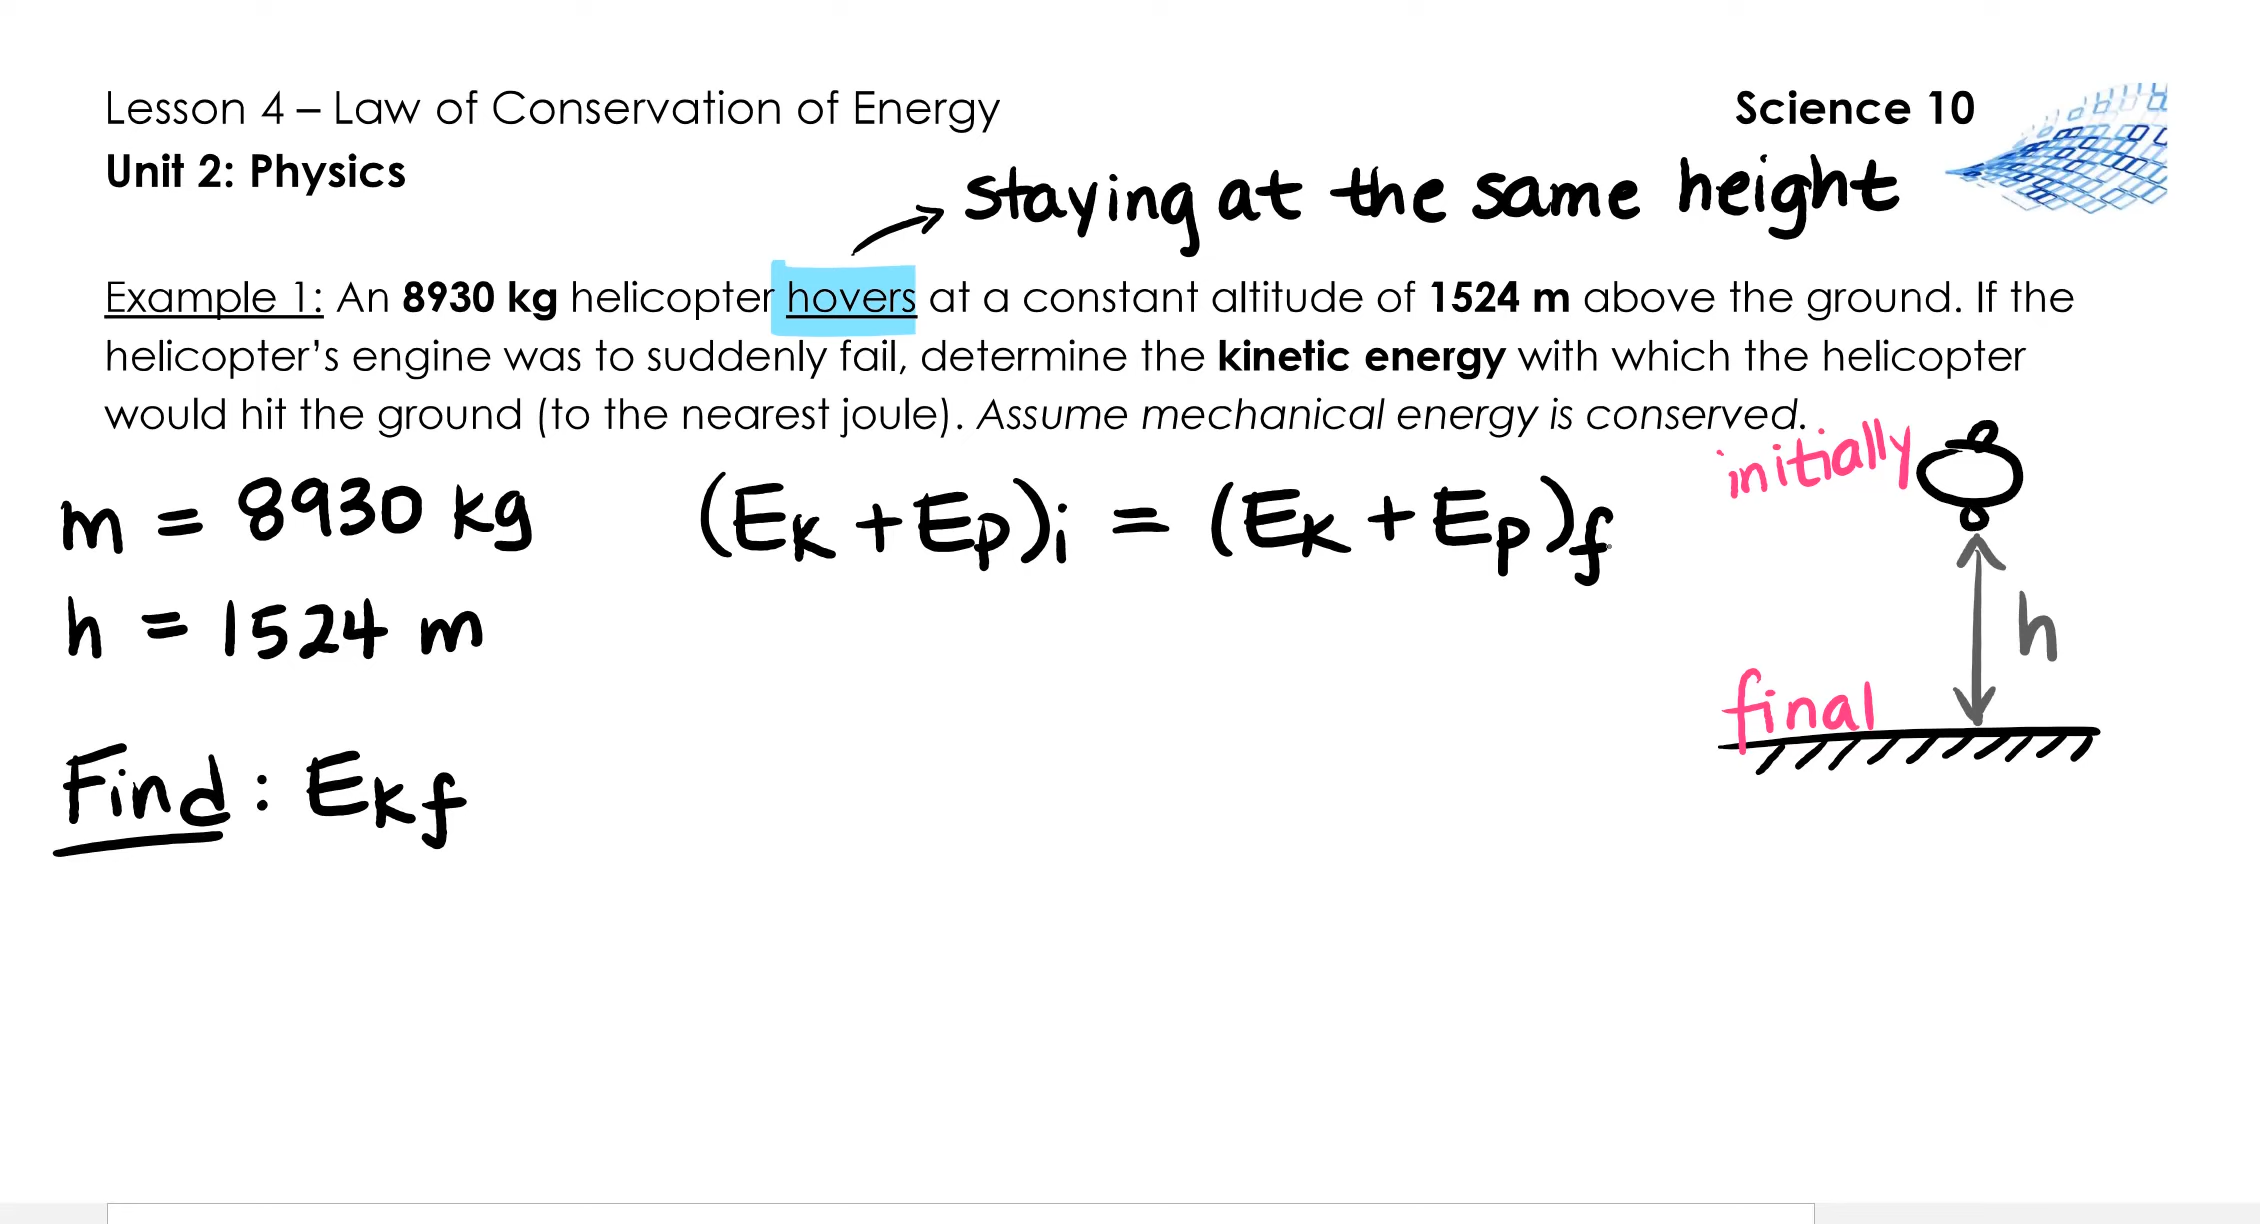 Lesson 4 – Law of Conservation of Energy
Science 10
Unit 2: Physics
staying at the same height
Example 1: An 8930 kg helicopter hovers at a constant altitude of 1524 m above the ground. If the
helicopter’s engine was to suddenly fail, determine the kinetic energy with which the helicopter
would hit the ground (to the nearest joule). Assume mechanical energy is conserved.
initially
m = 8930 kg
(Ek + Ep)i = (Ek + Ep)f
h = 1524 m
h
final
Find: Ekf